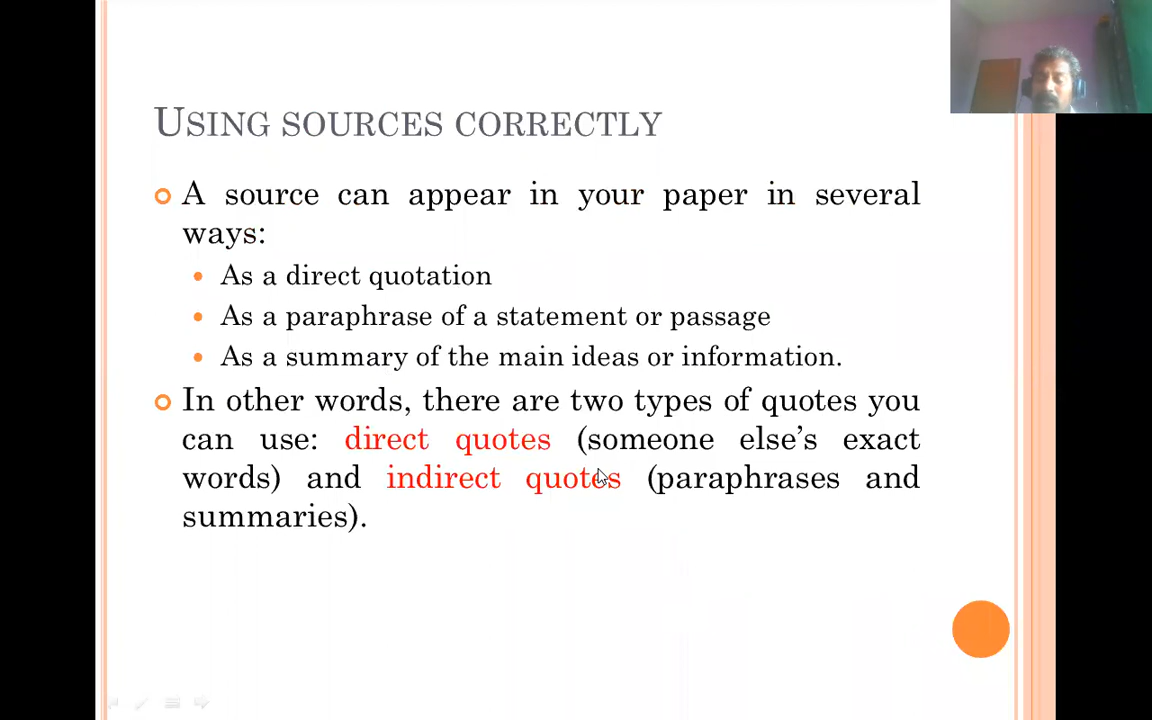 USING SOURCES CORRECTLY
A source can appear in your paper in several
ways:
As a direct quotation
As a paraphrase of a statement or passage
As a summary of the main ideas or information.
In other words, there are two types of quotes you
can use: direct quotes (someone else’s exact
words) and indirect quotes (paraphrases and
summaries).